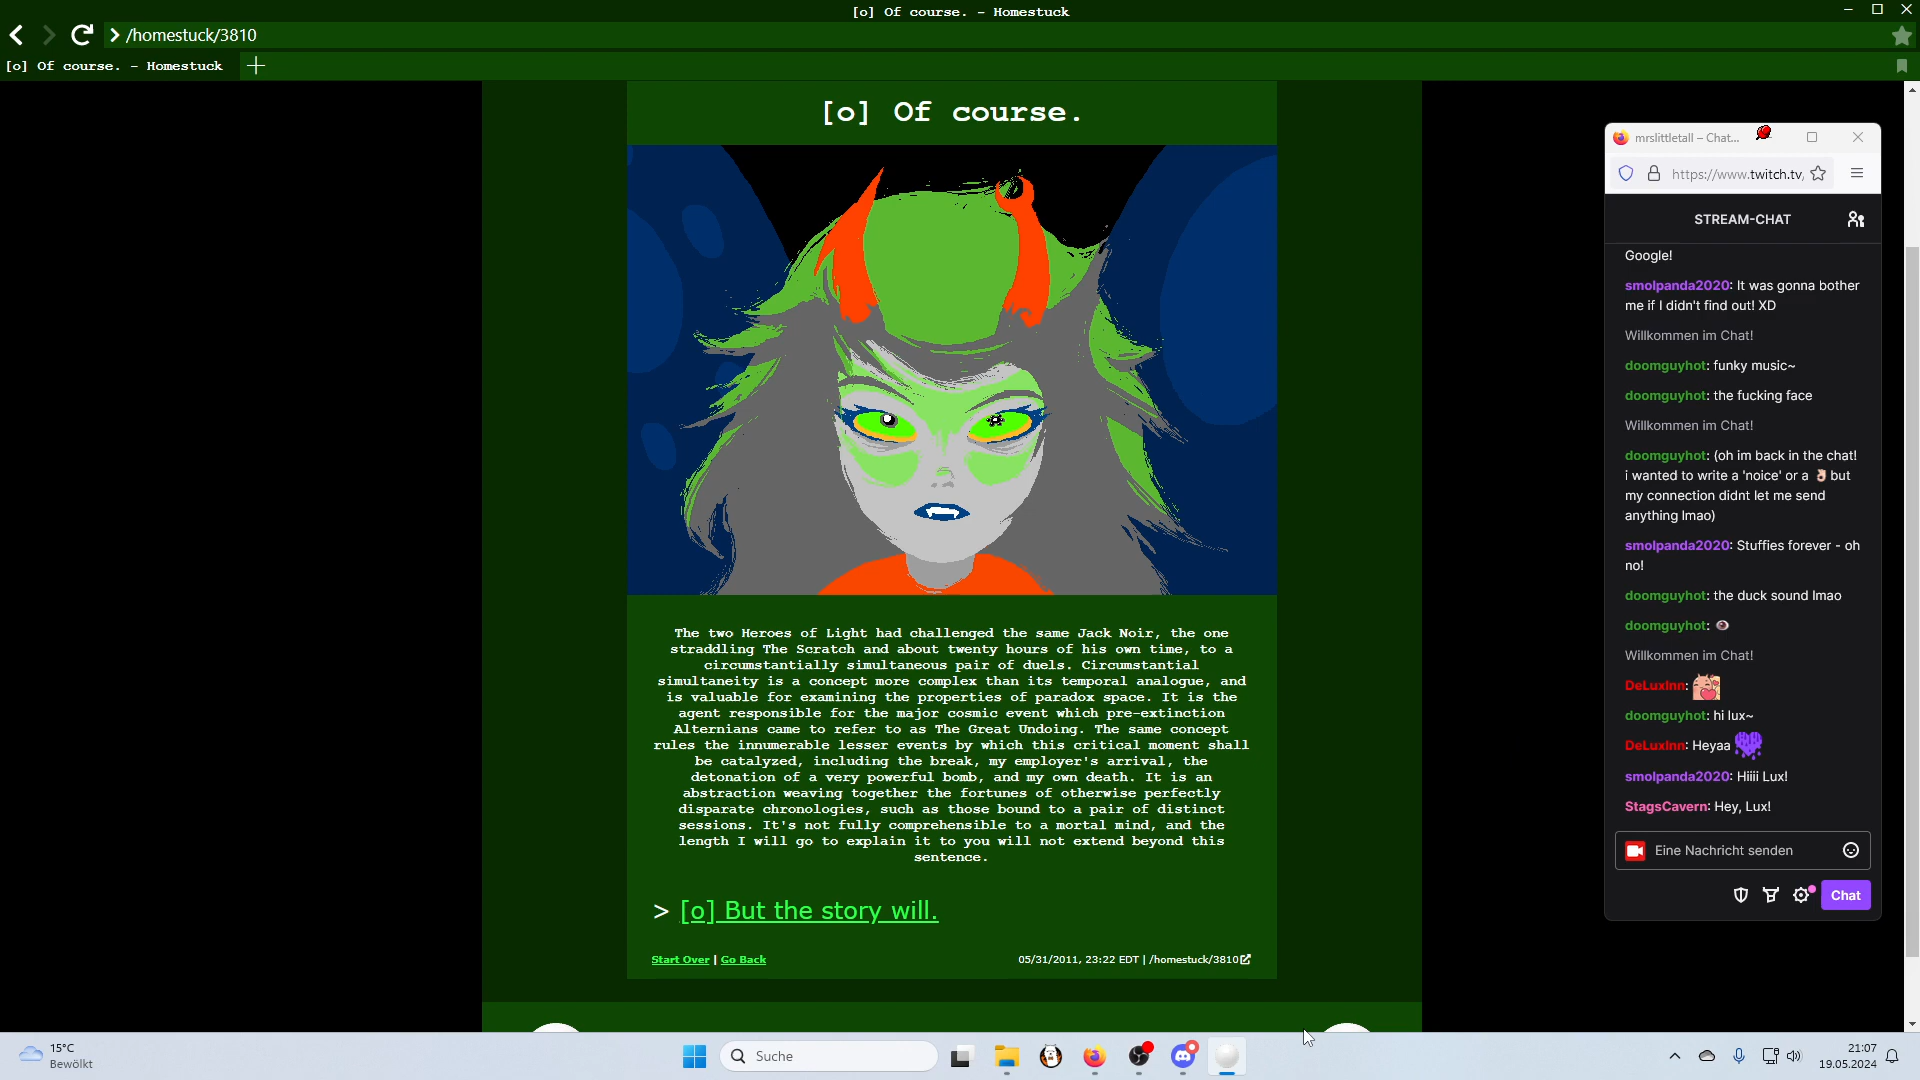 [o] Of course. - Homestuck
/homestuck/3810
[o] Of course. - Homestuck
[o] Of course.
The two Heroes of Light had challenged the same Jack Noir, the one
straddling The Scratch and about twenty hours of his own time, to a
circumstantially simultaneous pair of duels. Circumstantial
simultaneity is a concept more complex than its temporal analogue, and
is valuable for examining the properties of paradox space. It is the
agent responsible for the major cosmic event which pre-extinction
Alternians came to refer to as The Great Undoing. The same concept
rules the innumerable lesser events by which this critical moment shall
be catalyzed, including the break, my employer's arrival, the
detonation of a very powerful bomb, and my own death. It is an
abstraction weaving together the fortunes of otherwise perfectly
disparate chronologies, such as those bound to a pair of distinct
sessions. It's not fully comprehensible to a mortal mind, and the
length I will go to explain it to you will not extend beyond this
sentence.
> [o] But the story will.
Start Over | Go Back
05/31/2011, 23:22 EDT | /homestuck/3810
mrslittletall – Chat...
https://www.twitch.tv/
STREAM-CHAT
Google!
smolpanda2020: It was gonna bother
me if I didn't find out! XD
Willkommen im Chat!
doomguyhot: funky music~
doomguyhot: the fucking face
Willkommen im Chat!
doomguyhot: (oh im back in the chat!
i wanted to write a 'noice' or a 👌 but
my connection didnt let me send
anything lmao)
smolpanda2020: Stuffies forever - oh
no!
doomguyhot: the duck sound lmao
doomguyhot: 👁
Willkommen im Chat!
DeLuxInn:
doomguyhot: hi lux~
DeLuxInn: Heyaa
smolpanda2020: Hiiii Lux!
StagsCavern: Hey, Lux!
Eine Nachricht senden
Chat
15°C
Bewölkt
Suche
21:07
19.05.2024